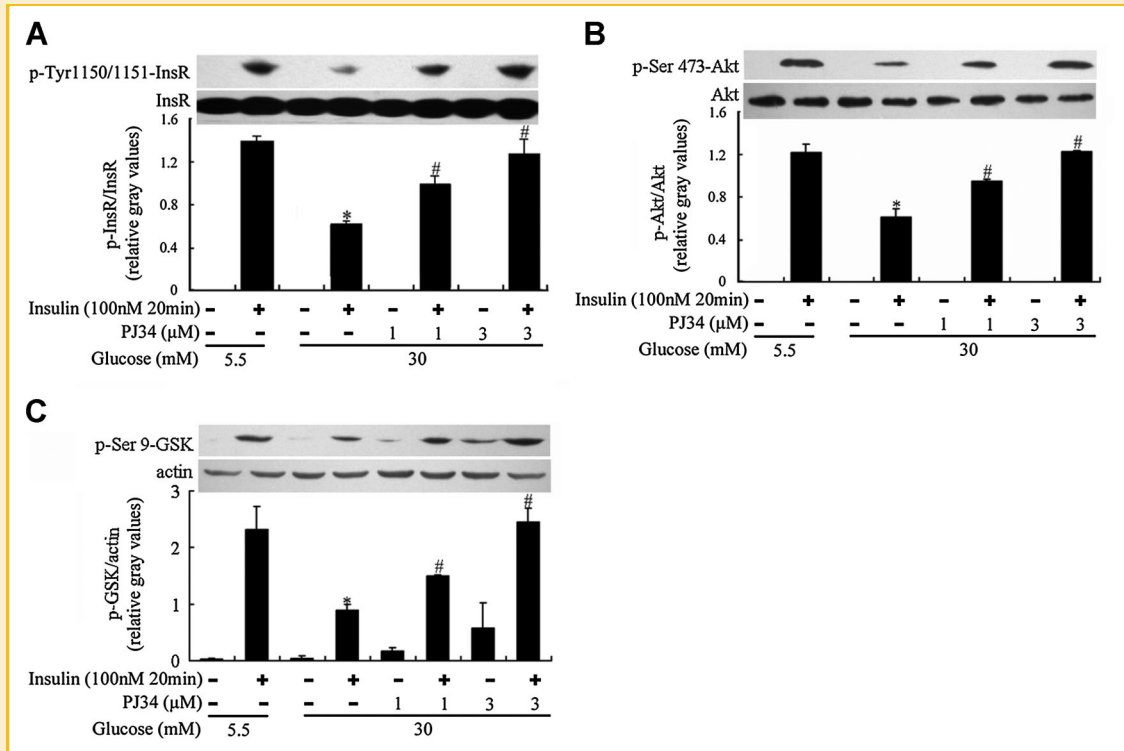 A
p-Tyr1150/1151-InsR
InsR
1.6
1.2
0.8
0.4
0
p-InsR/InsR
(relative gray values)
*
#
#
Insulin (100nM 20min) - + - + - + - +
PJ34 (μM) - - - - 1 1 3 3
Glucose (mM) 5.5 30
B
p-Ser 473-Akt
Akt
1.6
1.2
0.8
0.4
0
p-Akt/Akt
(relative gray values)
*
#
#
Insulin (100nM 20min) - + - + - + - +
PJ34 (μM) - - - - 1 1 3 3
Glucose (mM) 5.5 30
C
p-Ser 9-GSK
actin
3
2
1
0
p-GSK/actin
(relative gray values)
*
#
#
Insulin (100nM 20min) - + - + - + - +
PJ34 (μM) - - - - 1 1 3 3
Glucose (mM) 5.5 30